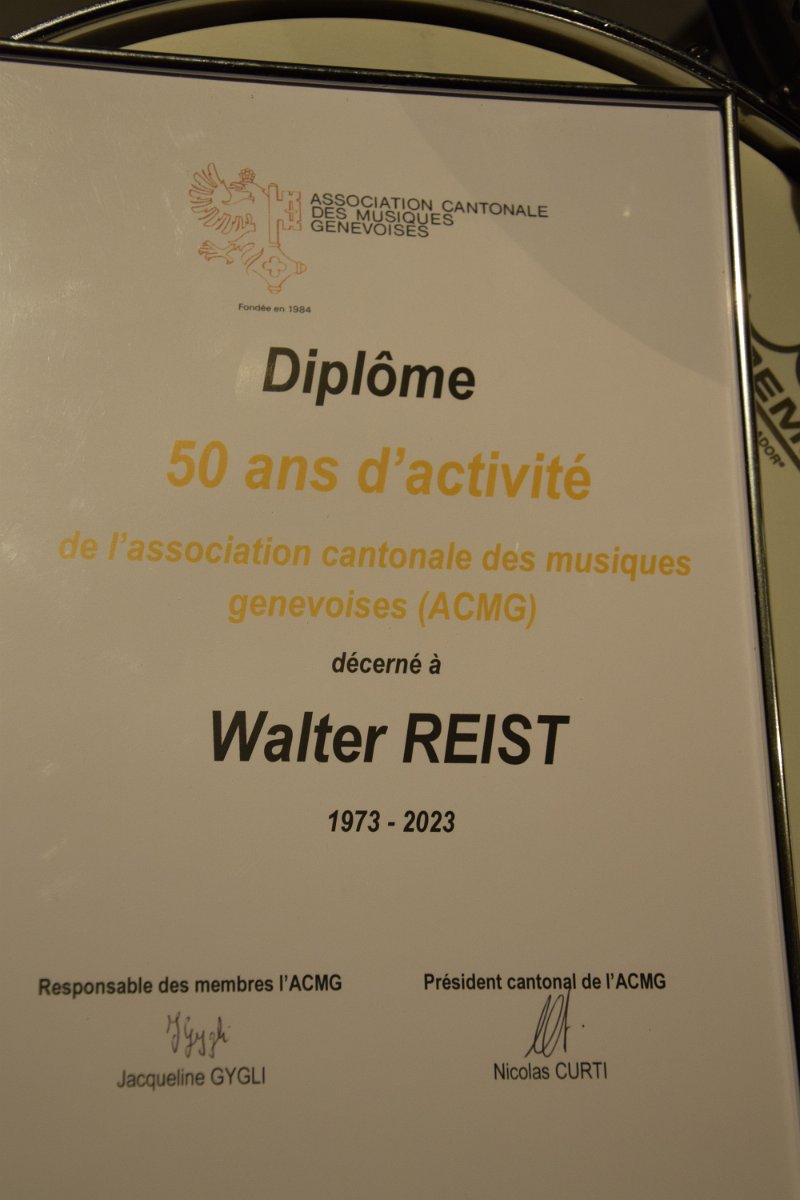 ASSOCIATION CANTONALE
DES MUSIQUES
GENEVOISES
Fondée en 1984
Diplôme
50 ans d'activité
de l'association cantonale des musiques
genevoises (ACMG)
décerné à
Walter REIST
1973 - 2023
Responsable des membres l'ACMG
Président cantonal de l'ACMG
JGygli
Jacqueline GYGLI
Nicolas CURTI